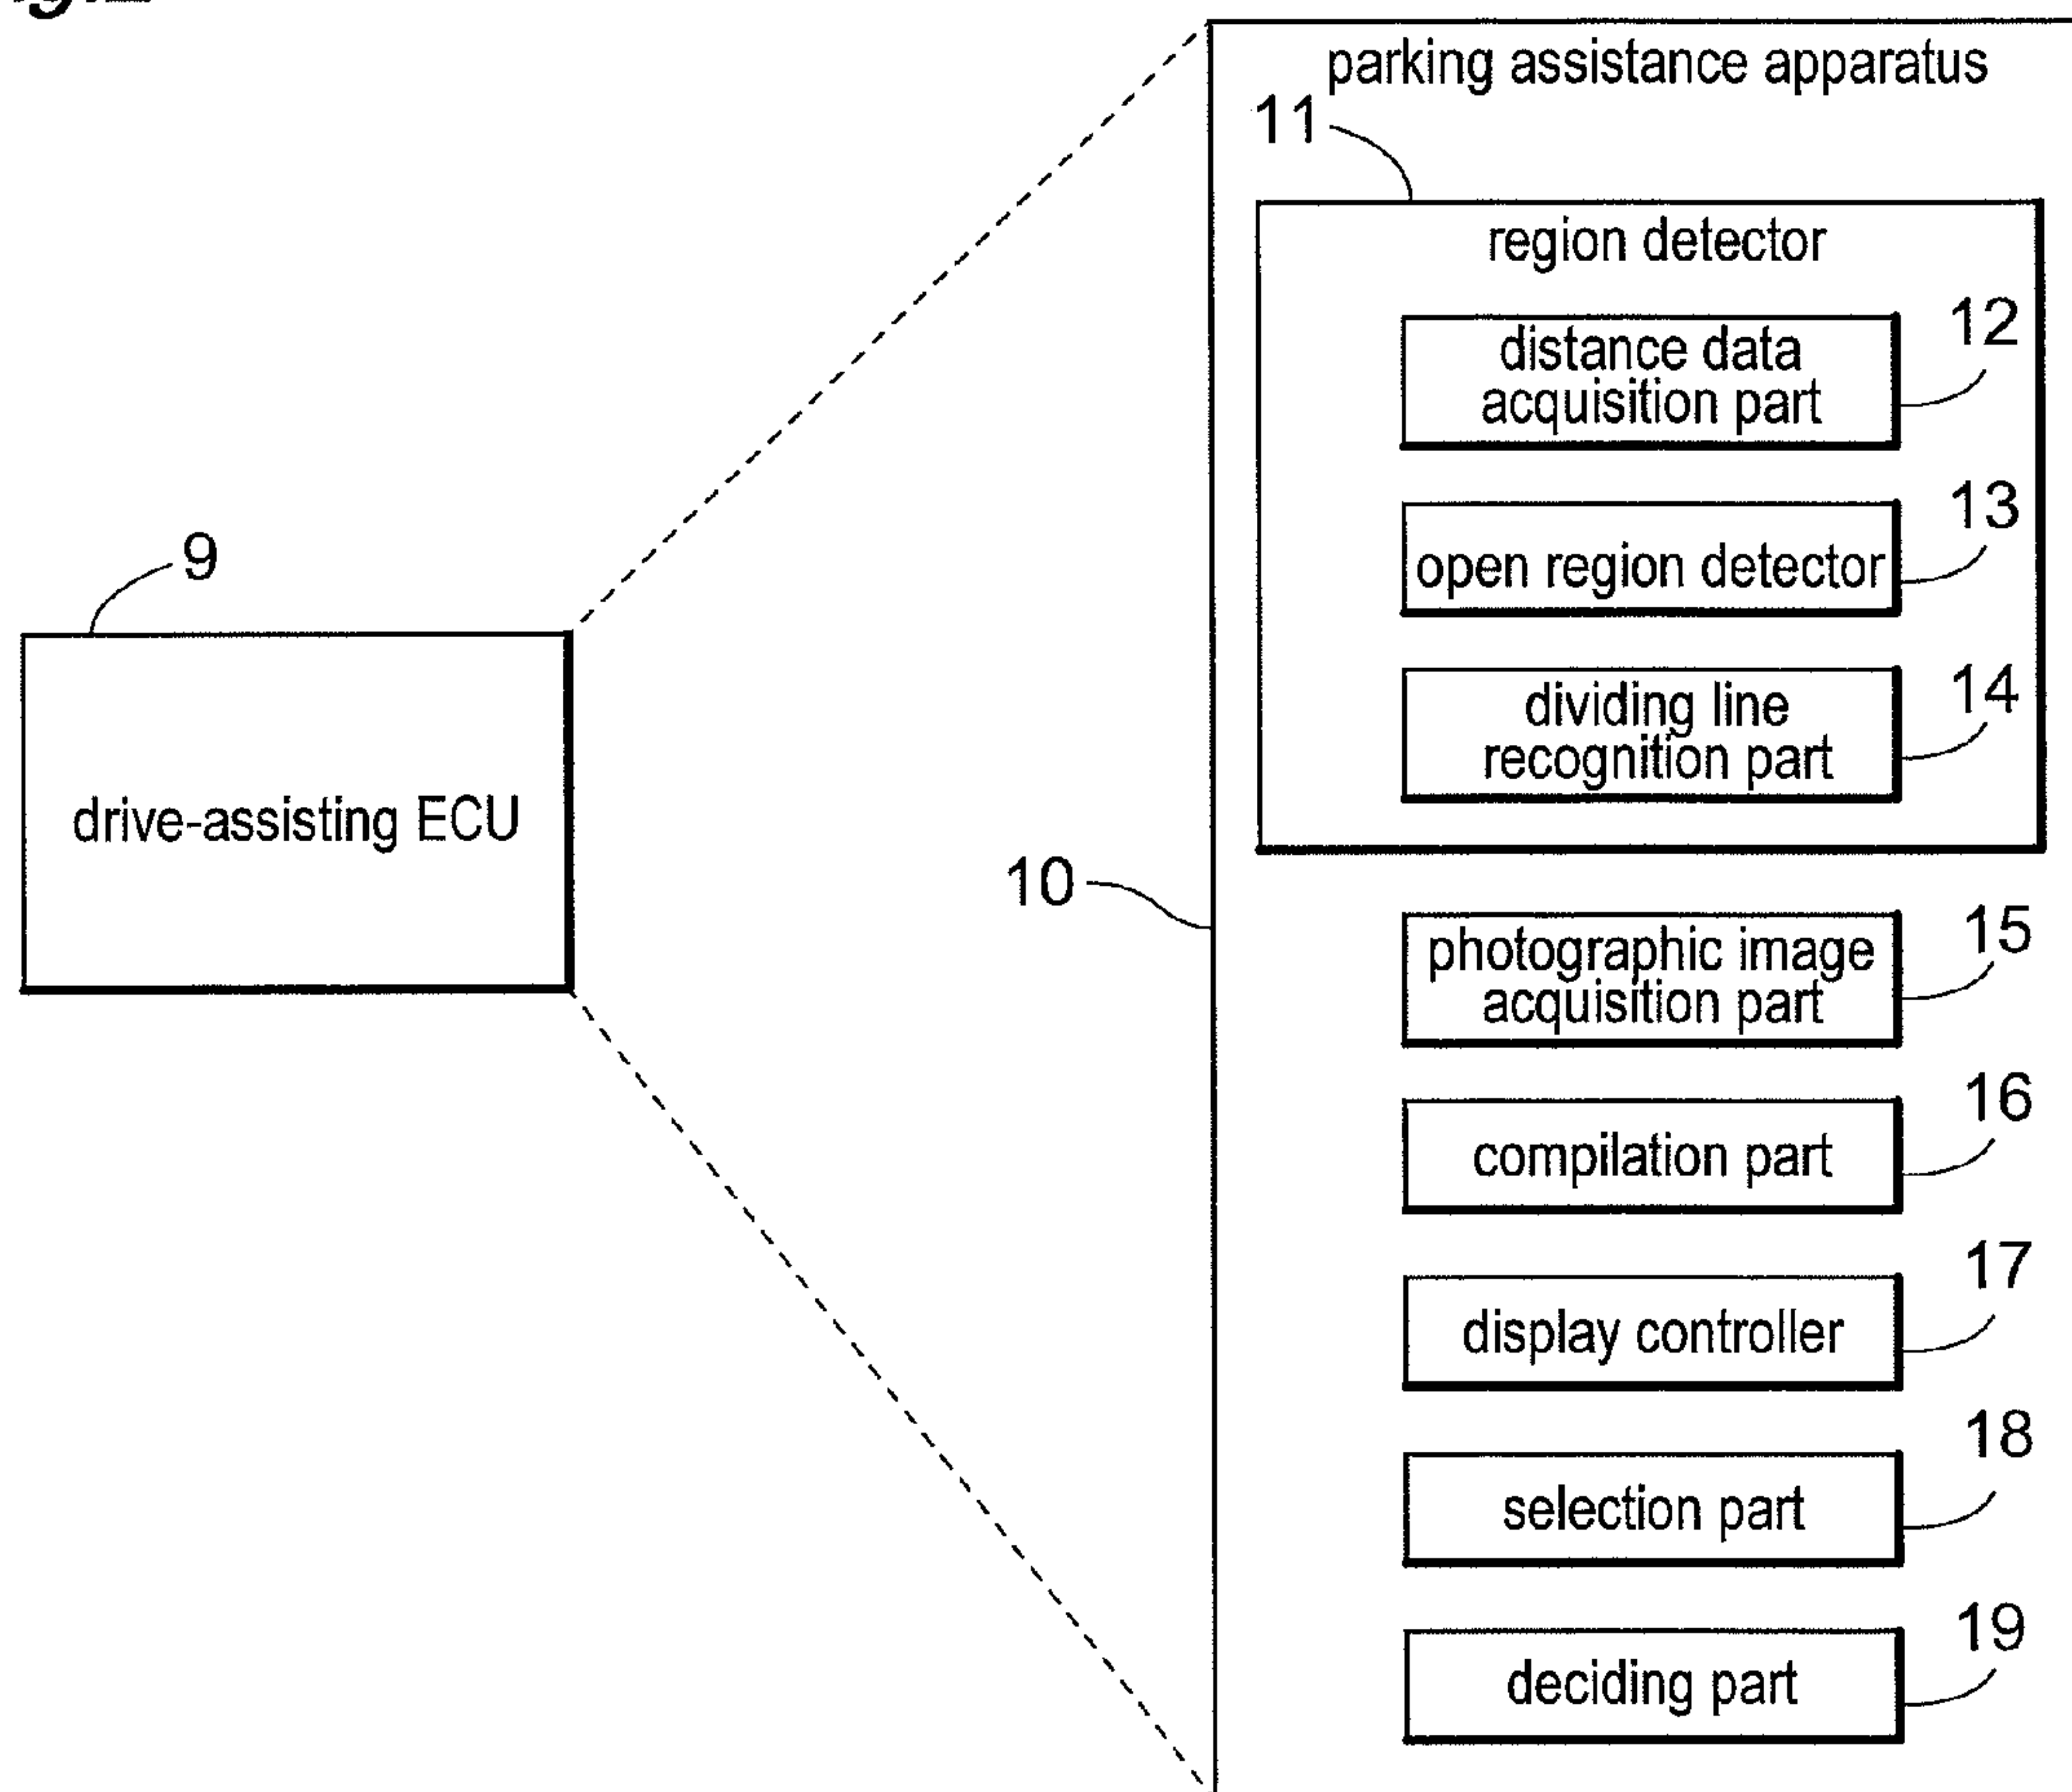 parking assistance apparatus
11
region detector
distance data
acquisition part
12
open region detector
13
dividing line
recognition part
14
9
drive-assisting ECU
10
photographic image
acquisition part
15
compilation part
16
display controller
17
selection part
18
deciding part
19